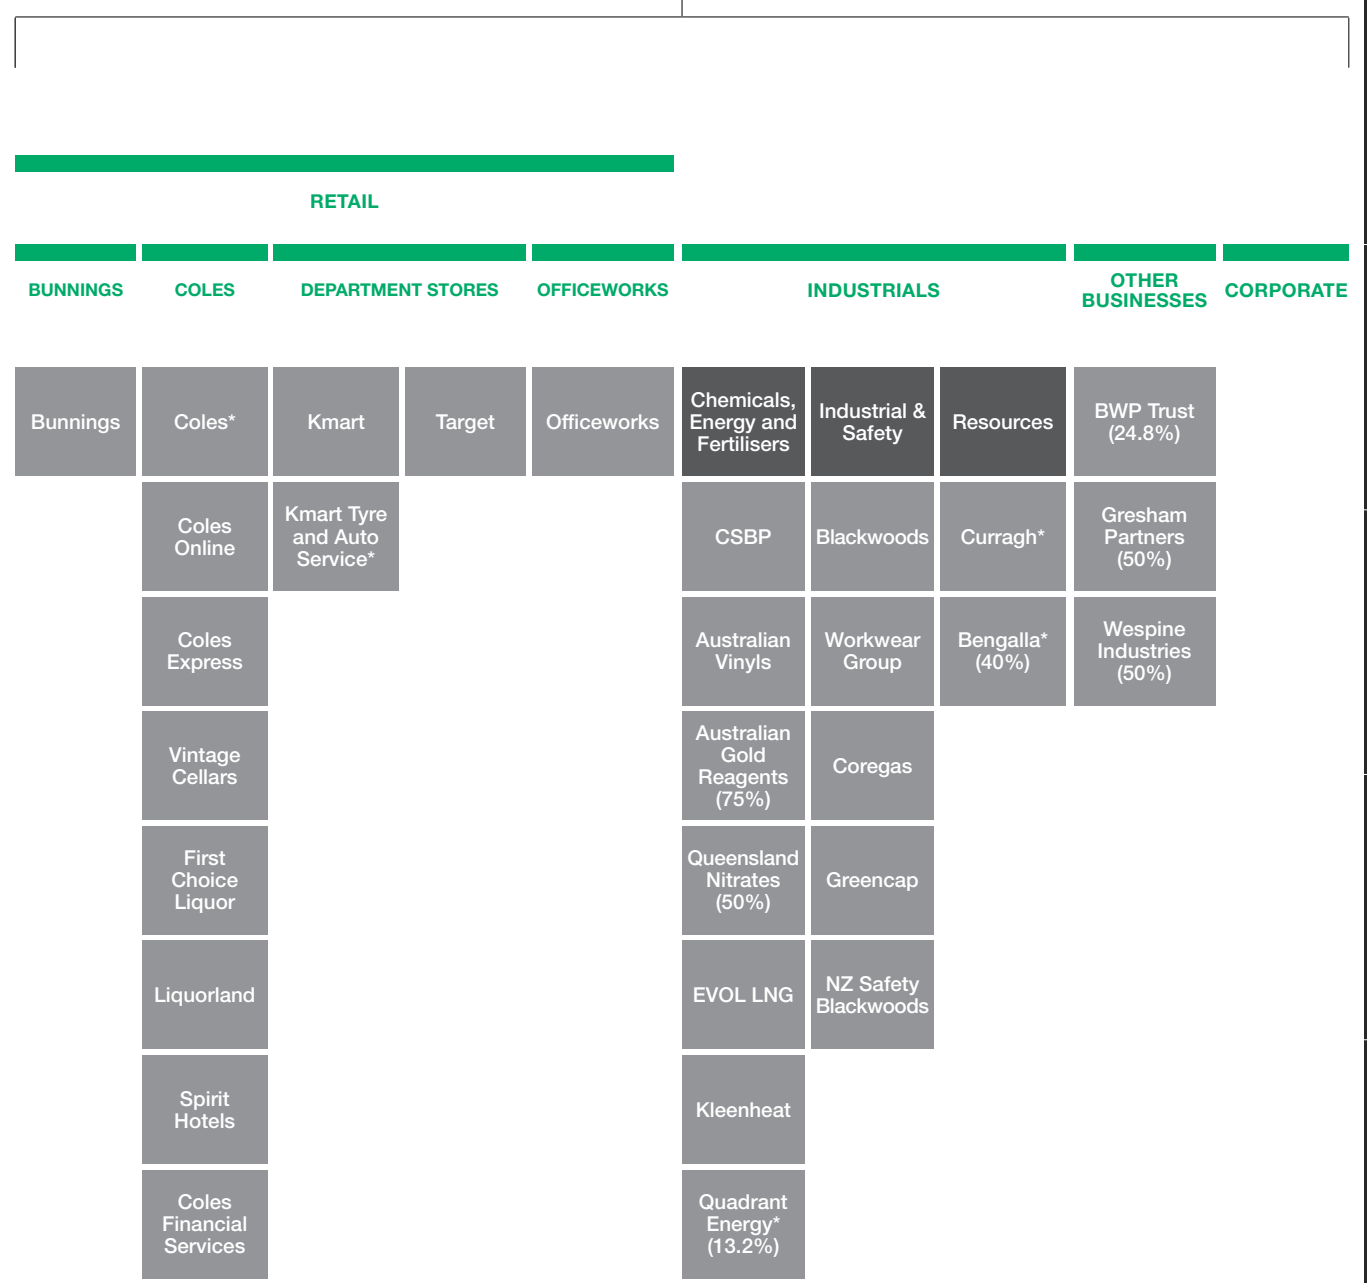 RETAIL
BUNNINGS
COLES
DEPARTMENT STORES
OFFICEWORKS
INDUSTRIALS
OTHER
BUSINESSES
CORPORATE
Bunnings
Coles*
Kmart
Target
Officeworks
Chemicals,
Energy and
Fertilisers
Industrial &
Safety
Resources
BWP Trust
(24.8%)
Coles
Online
Kmart Tyre
and Auto
Service*
CSBP
Blackwoods
Curragh*
Gresham
Partners
(50%)
Coles
Express
Australian
Vinyls
Workwear
Group
Bengalla*
(40%)
Wespine
Industries
(50%)
Vintage
Cellars
Australian
Gold
Reagents
(75%)
Coregas
First
Choice
Liquor
Queensland
Nitrates
(50%)
Greencap
Liquorland
EVOL LNG
NZ Safety
Blackwoods
Spirit
Hotels
Kleenheat
Coles
Financial
Services
Quadrant
Energy*
(13.2%)